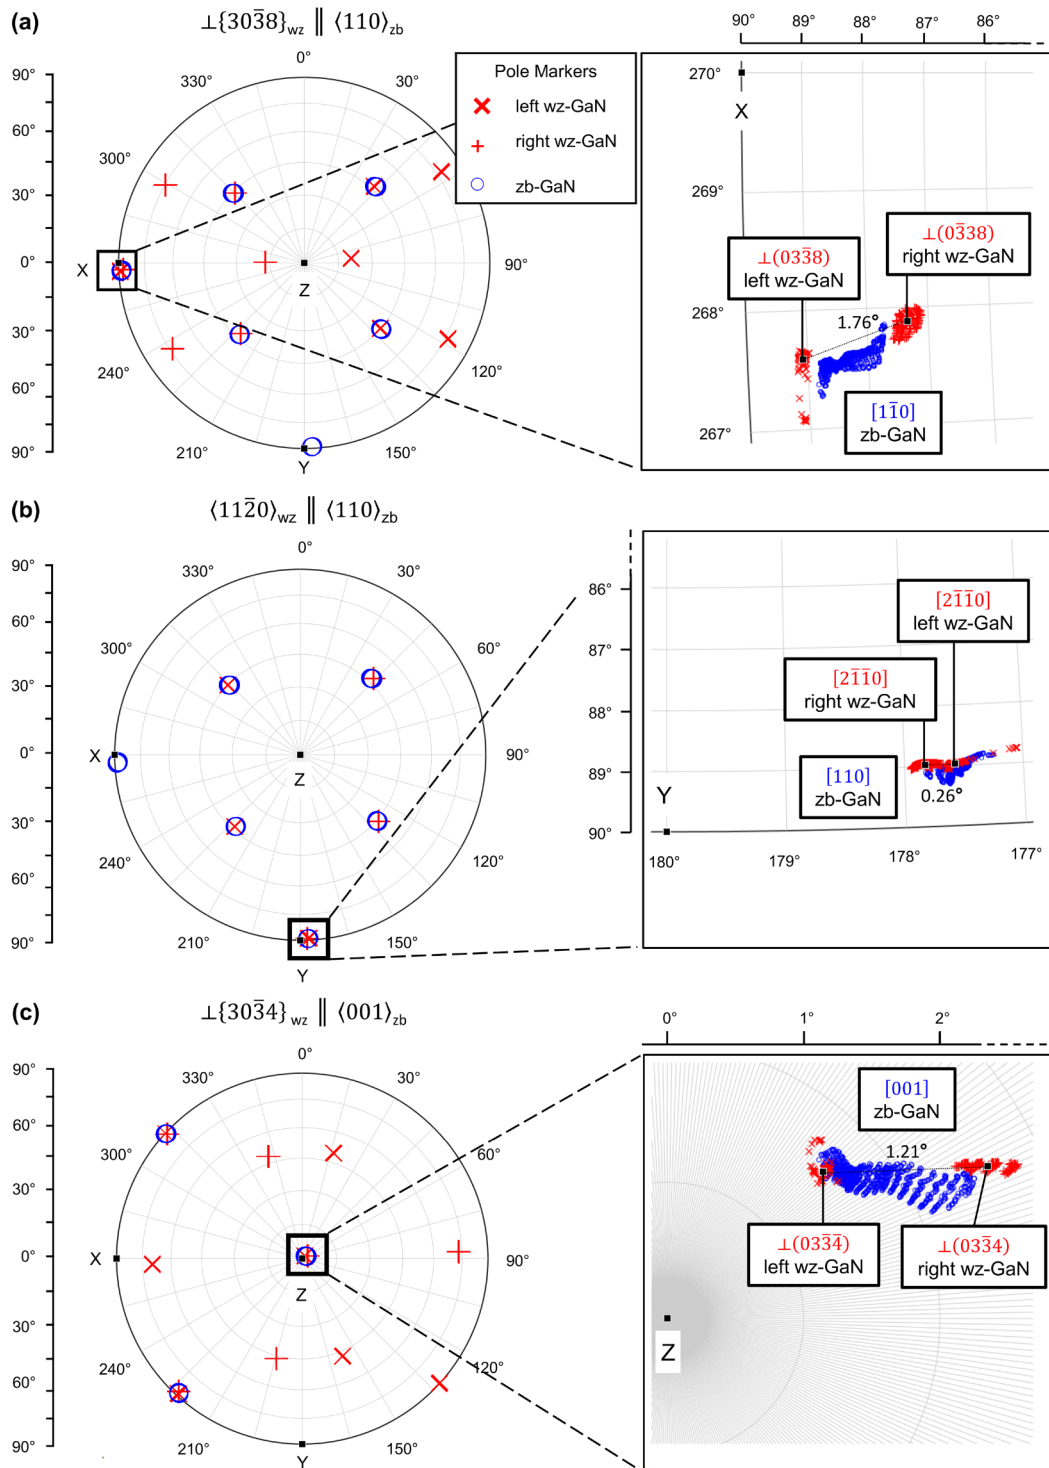 (a)
⊥{303̅8}wz ∥ ⟨110⟩zb
90° 89° 88° 87° 86°
Pole Markers
left wz-GaN
right wz-GaN
zb-GaN
90°
60°
30°
0°
30°
60°
90°
0°
30°
90°
120°
150°
210°
240°
300°
330°
X
Z
Y
270°
X
269°
268°
267°
⊥(03̅38)
right wz-GaN
⊥(033̅8)
left wz-GaN
1.76°
[11̅0]
zb-GaN
(b)
⟨112̅0⟩wz ∥ ⟨110⟩zb
90°
60°
30°
0°
30°
60°
90°
0°
30°
60°
90°
120°
150°
210°
240°
300°
330°
X
Z
Y
86°
87°
88°
89°
90°
[21̅1̅0]
left wz-GaN
[21̅1̅0]
right wz-GaN
[110]
zb-GaN
0.26°
Y
180° 179° 178° 177°
(c)
⊥{303̅4}wz ∥ ⟨001⟩zb
90°
60°
30°
0°
30°
60°
90°
0°
30°
60°
90°
120°
150°
210°
240°
300°
330°
X
Z
Y
0° 1° 2°
[001]
zb-GaN
1.21°
⊥(033̅4̅)
left wz-GaN
⊥(033̅4)
right wz-GaN
Z